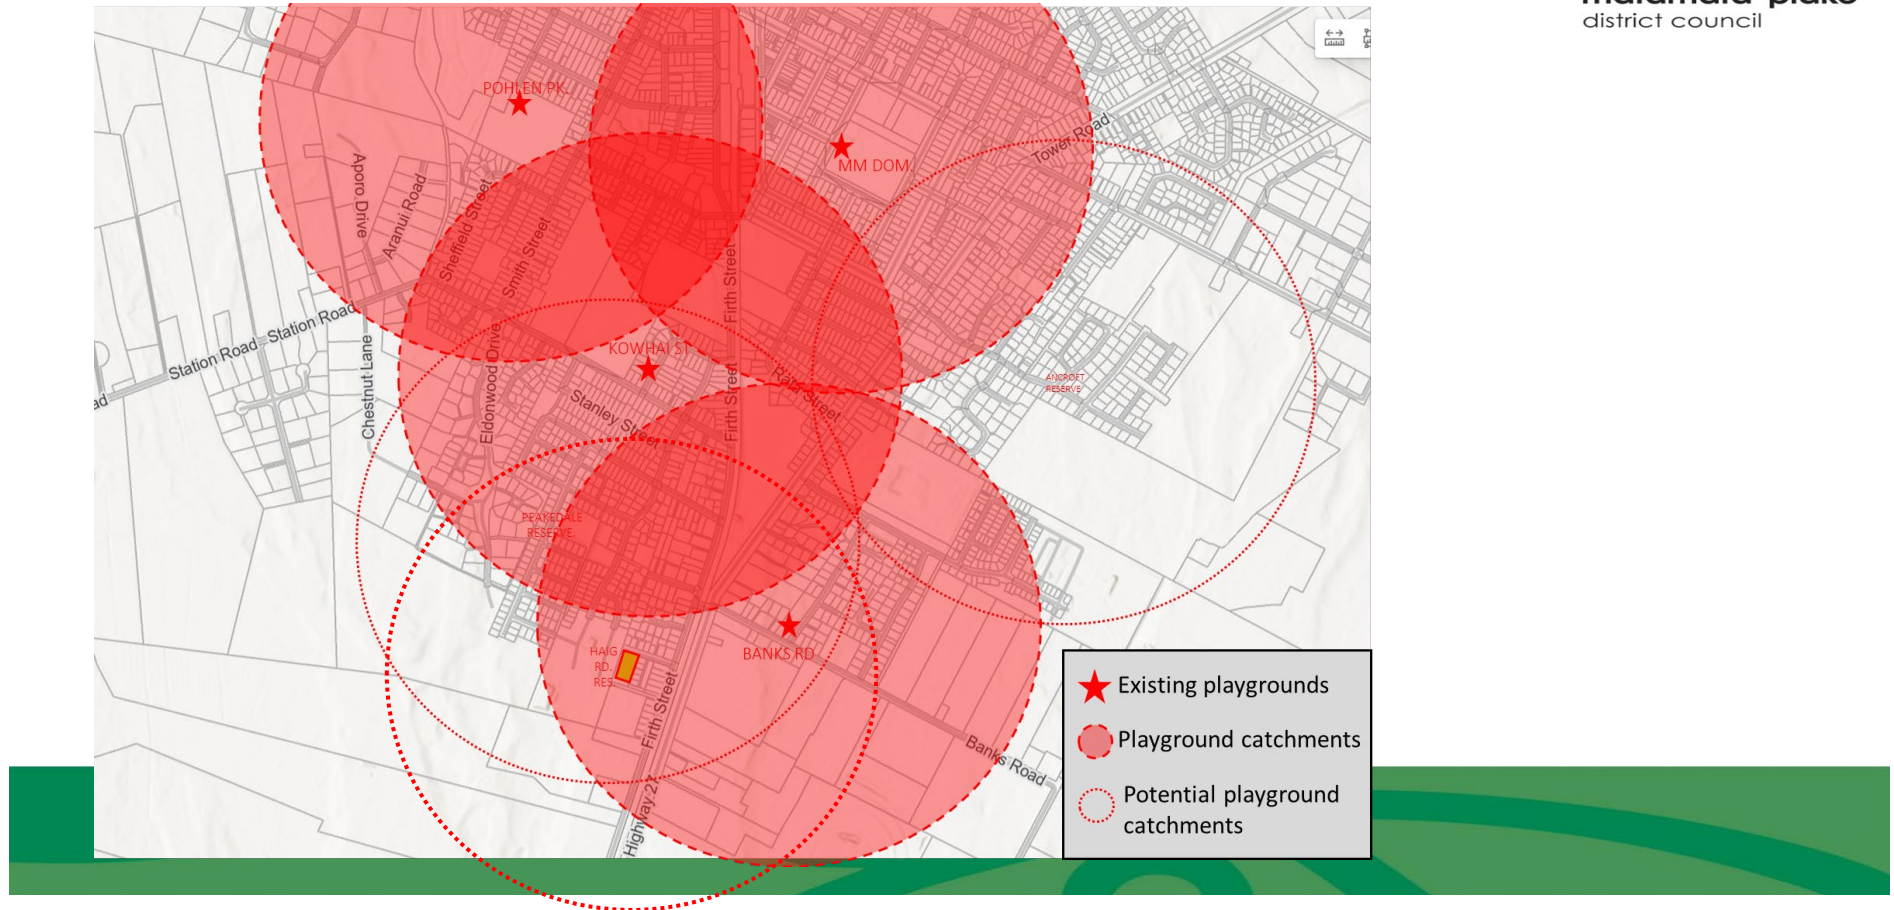 district council
POHLEN PK.
MM DOM.
Tower Road
Aporo Drive
Aranui Road
Sheffield Street
Smith Street
Firth Street
Station Road
Station Road
Chestnut Lane
Eldonwood Drive
KOWHAI ST
Firth Street
Stanley Street
ANCROFT
RESERVE
PEAKEDALE
RESERVE.
HAIG
RD.
RES.
BANKS RD
Firth Street
Highway 27
Banks Road
Existing playgrounds
Playground catchments
Potential playground
catchments